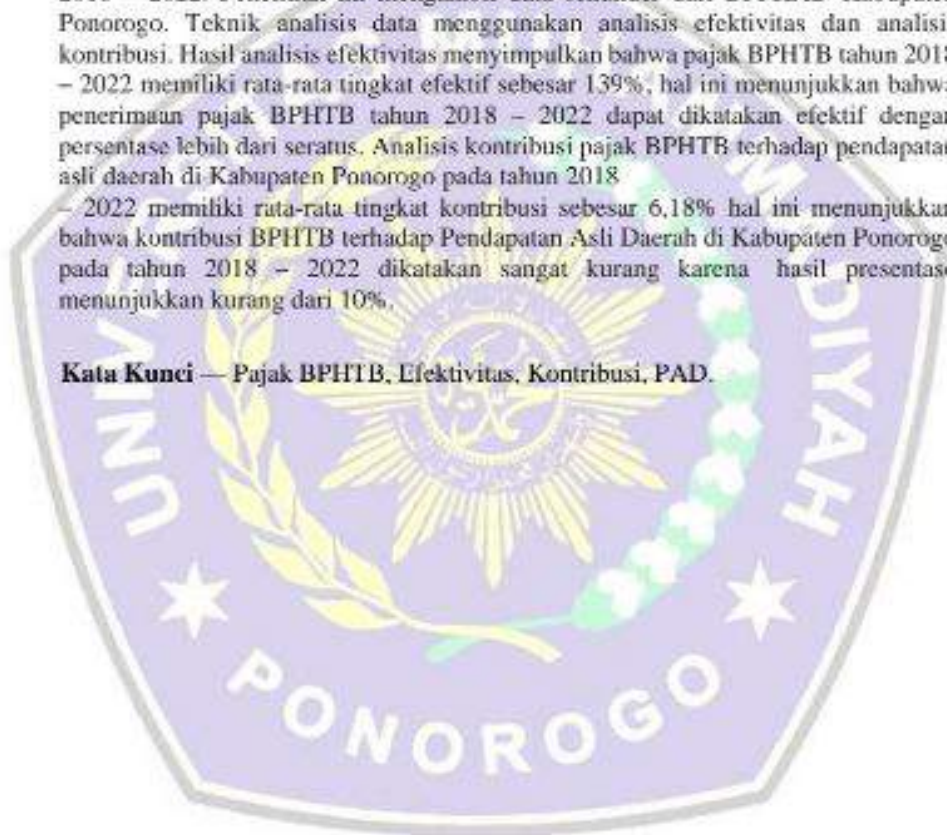 Ponorogo. Teknik analisis data menggunakan analisis efektivitas dan analisi
kontribusi. Hasil analisis efektivitas menyimpulkan bahwa pajak BPHTB tahun 2018
– 2022 memiliki rata-rata tingkat efektif sebesar 139%, hal ini menunjukkan bahwa
penerimaan pajak BPHTB tahun 2018 – 2022 dapat dikatakan efektif dengan
persentase lebih dari seratus. Analisis kontribusi pajak BPHTB terhadap pendapatan
asli daerah di Kabupaten Ponorogo pada tahun 2018
– 2022 memiliki rata-rata tingkat kontribusi sebesar 6,18% hal ini menunjukkan
bahwa kontribusi BPHTB terhadap Pendapatan Asli Daerah di Kabupaten Ponorogo
pada tahun 2018 – 2022 dikatakan sangat kurang karena hasil presentase
menunjukkan kurang dari 10%.
Kata Kunci — Pajak BPHTB, Efektivitas, Kontribusi, PAD.
UNIV
M
DIYAH
PONOROGO